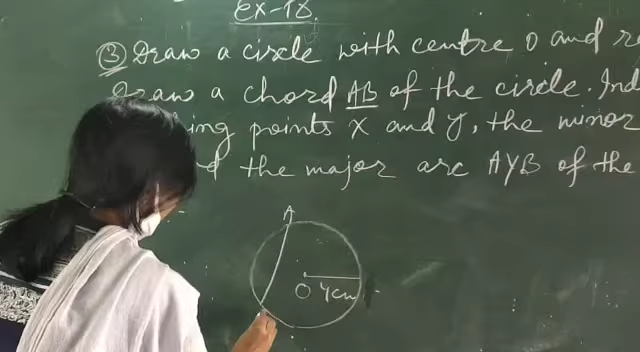 Ex-18.
③ Draw a circle with centre O and r
Draw a chord AB of the circle. Ind
ing points X and Y, the minor
d the major arc AYB of the
A
O 4cm